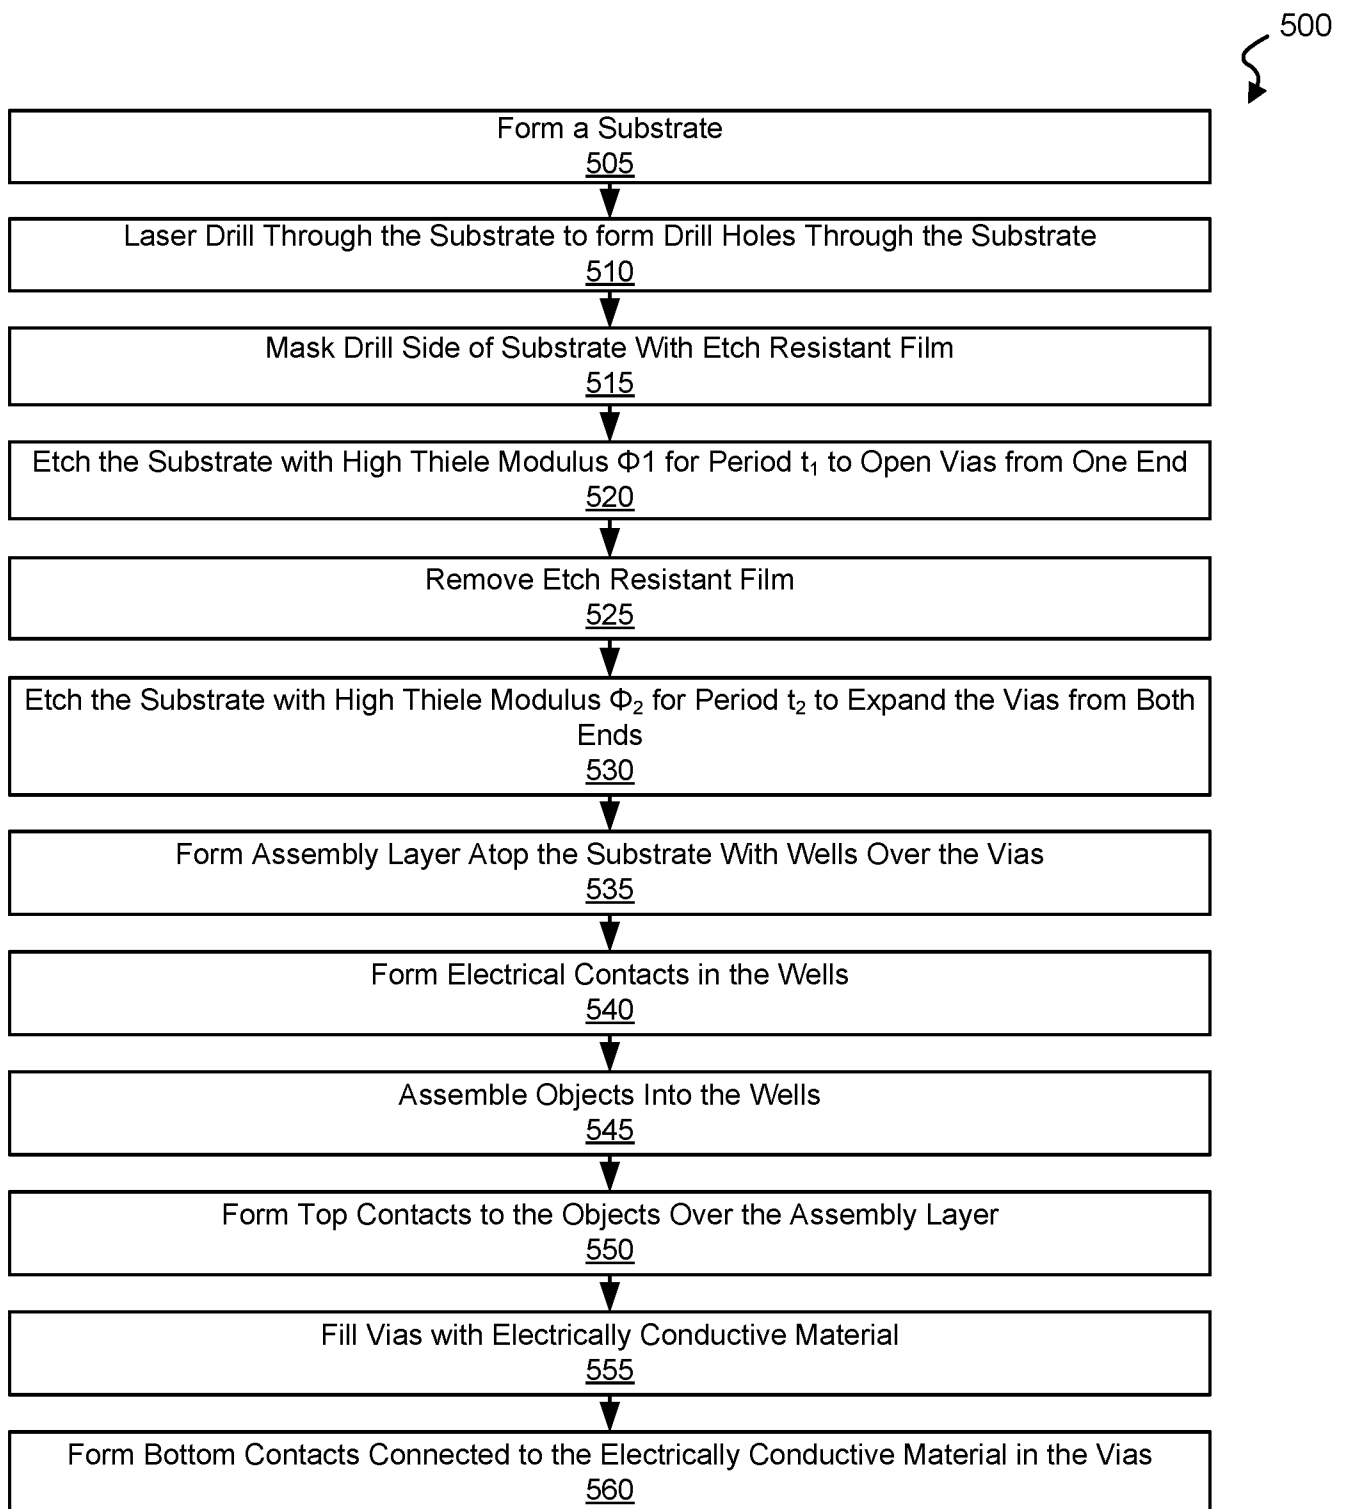 500
Form a Substrate
505
Laser Drill Through the Substrate to form Drill Holes Through the Substrate
510
Mask Drill Side of Substrate With Etch Resistant Film
515
Etch the Substrate with High Thiele Modulus Φ1 for Period t₁ to Open Vias from One End
520
Remove Etch Resistant Film
525
Etch the Substrate with High Thiele Modulus Φ₂ for Period t₂ to Expand the Vias from Both
Ends
530
Form Assembly Layer Atop the Substrate With Wells Over the Vias
535
Form Electrical Contacts in the Wells
540
Assemble Objects Into the Wells
545
Form Top Contacts to the Objects Over the Assembly Layer
550
Fill Vias with Electrically Conductive Material
555
Form Bottom Contacts Connected to the Electrically Conductive Material in the Vias
560